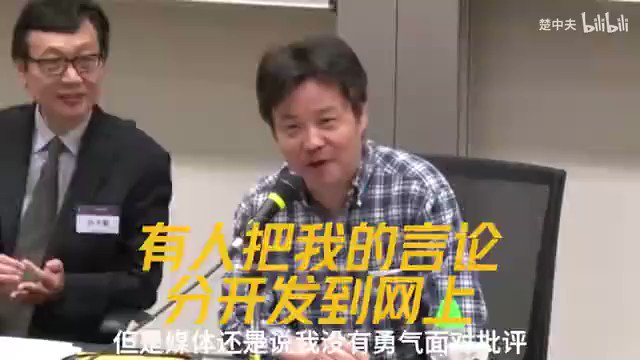 楚中夫 bilibili
有人把我的言论
分开发到网上
但是媒体还是说我没有勇气面对批评